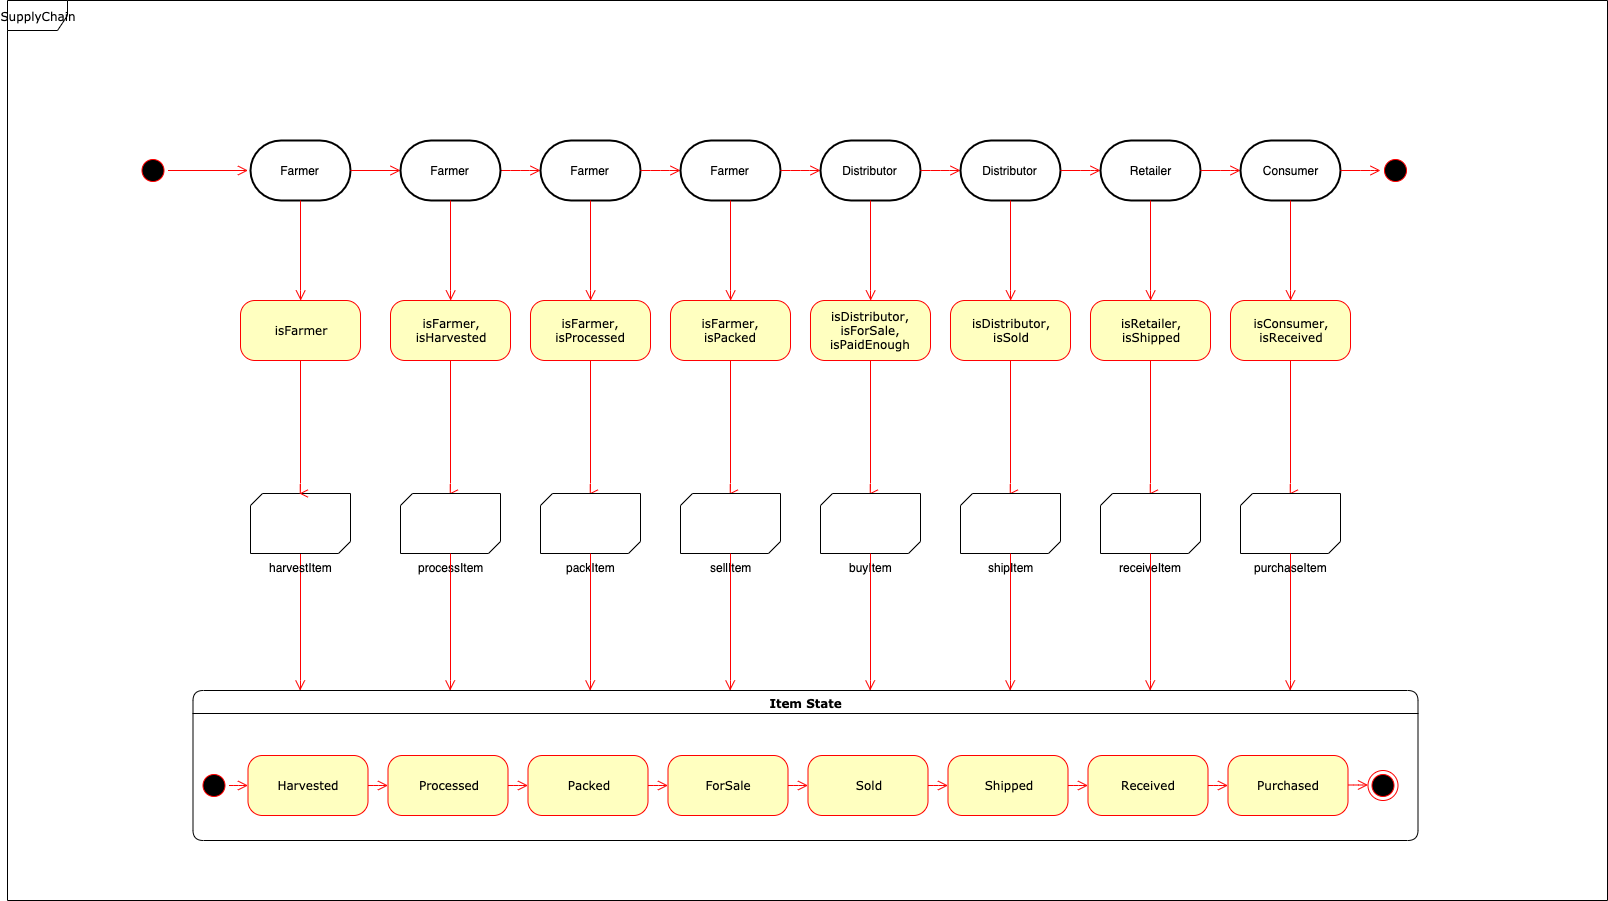 SupplyChain
Farmer
Farmer
Farmer
Farmer
Distributor
Distributor
Retailer
Consumer
isFarmer
isFarmer,
isHarvested
isFarmer,
isProcessed
isFarmer,
isPacked
isDistributor,
isForSale,
isPaidEnough
isDistributor,
isSold
isRetailer,
isShipped
isConsumer,
isReceived
harvestItem
processItem
packItem
sellItem
buyItem
shipItem
receiveItem
purchaseItem
Item State
Harvested
Processed
Packed
ForSale
Sold
Shipped
Received
Purchased